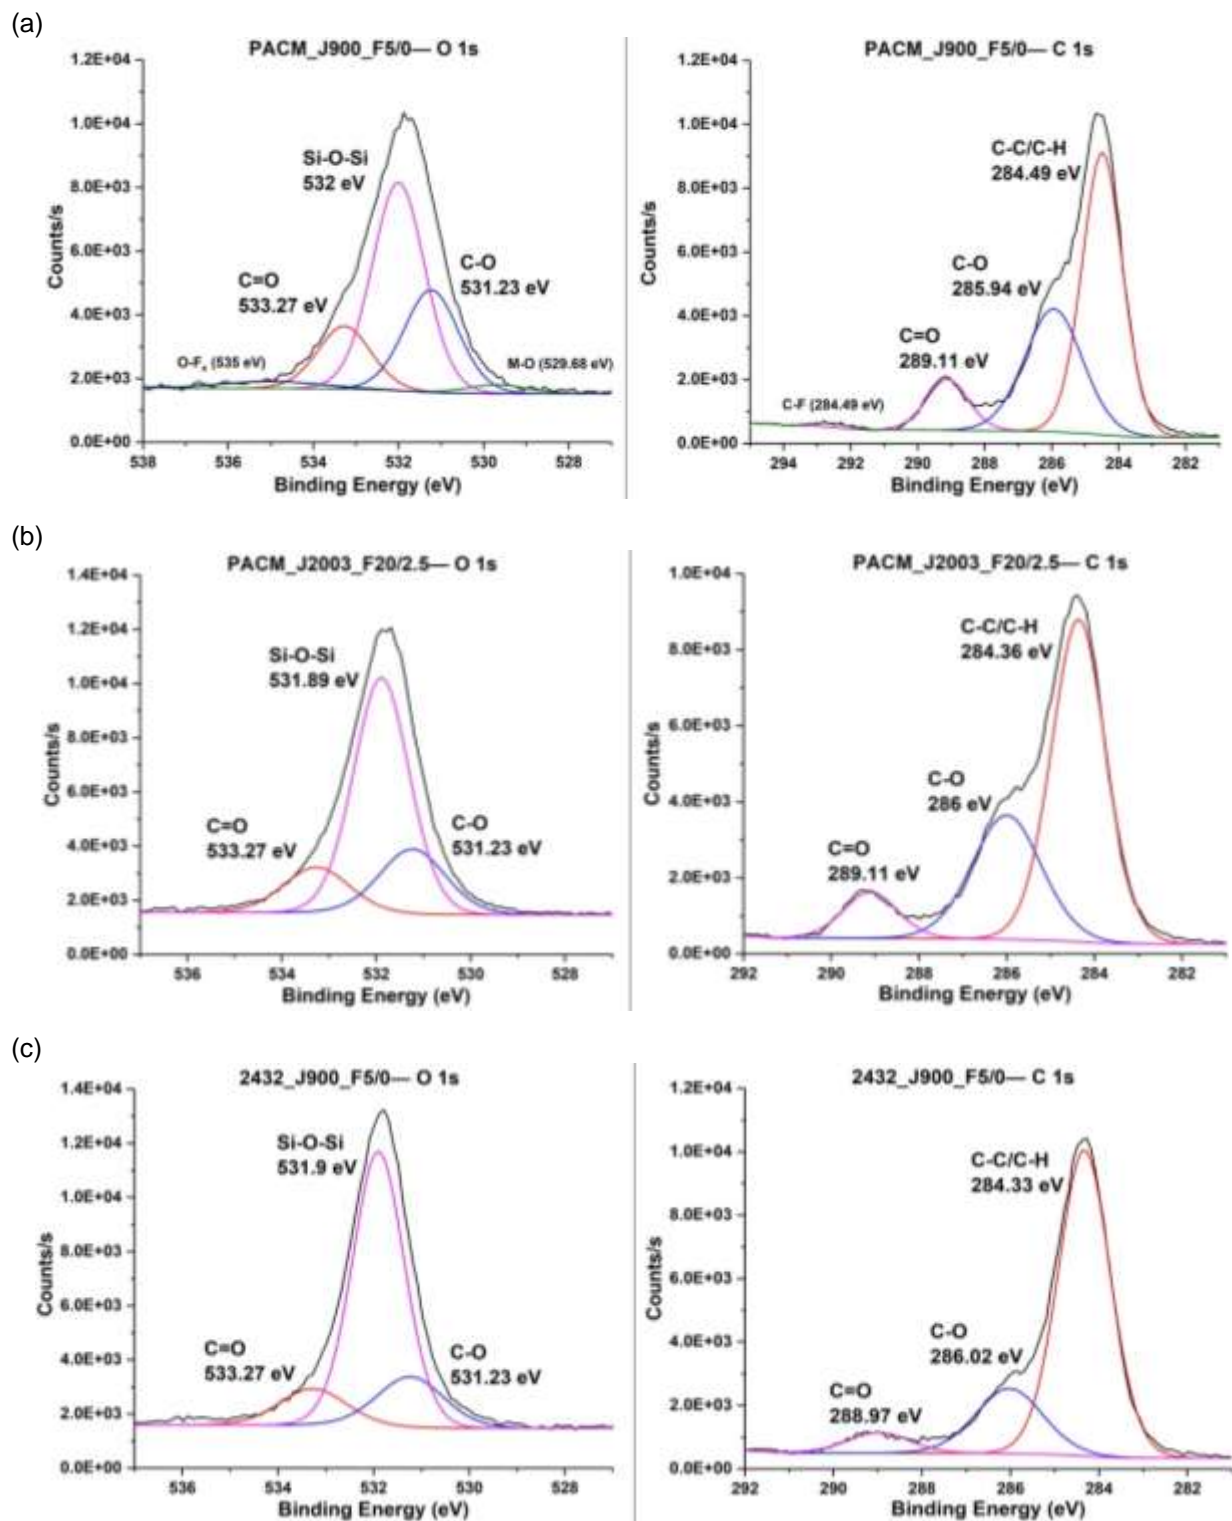 (a)
PACM_J900_F5/0— O 1s
1.2E+04
1.0E+04
8.0E+03
6.0E+03
4.0E+03
2.0E+03
0.0E+00
Counts/s
Si-O-Si
532 eV
C-O
531.23 eV
C=O
533.27 eV
O-Fx (535 eV)
M-O (529.68 eV)
538 536 534 532 530 528
Binding Energy (eV)
PACM_J900_F5/0— C 1s
1.2E+04
1.0E+04
8.0E+03
6.0E+03
4.0E+03
2.0E+03
0.0E+00
Counts/s
C-C/C-H
284.49 eV
C-O
285.94 eV
C=O
289.11 eV
C-F (284.49 eV)
294 292 290 288 286 284 282
Binding Energy (eV)
(b)
PACM_J2003_F20/2.5— O 1s
1.4E+04
1.2E+04
1.0E+04
8.0E+03
6.0E+03
4.0E+03
2.0E+03
0.0E+00
Counts/s
Si-O-Si
531.89 eV
C=O
533.27 eV
C-O
531.23 eV
536 534 532 530 528
Binding Energy (eV)
PACM_J2003_F20/2.5— C 1s
1.0E+04
8.0E+03
6.0E+03
4.0E+03
2.0E+03
0.0E+00
Counts/s
C-C/C-H
284.36 eV
C-O
286 eV
C=O
289.11 eV
292 290 288 286 284 282
Binding Energy (eV)
(c)
2432_J900_F5/0— O 1s
1.4E+04
1.2E+04
1.0E+04
8.0E+03
6.0E+03
4.0E+03
2.0E+03
0.0E+00
Counts/s
Si-O-Si
531.9 eV
C=O
533.27 eV
C-O
531.23 eV
536 534 532 530 528
Binding Energy (eV)
2432_J900_F5/0— C 1s
1.2E+04
1.0E+04
8.0E+03
6.0E+03
4.0E+03
2.0E+03
0.0E+00
Counts/s
C-C/C-H
284.33 eV
C-O
286.02 eV
C=O
288.97 eV
292 290 288 286 284 282
Binding Energy (eV)